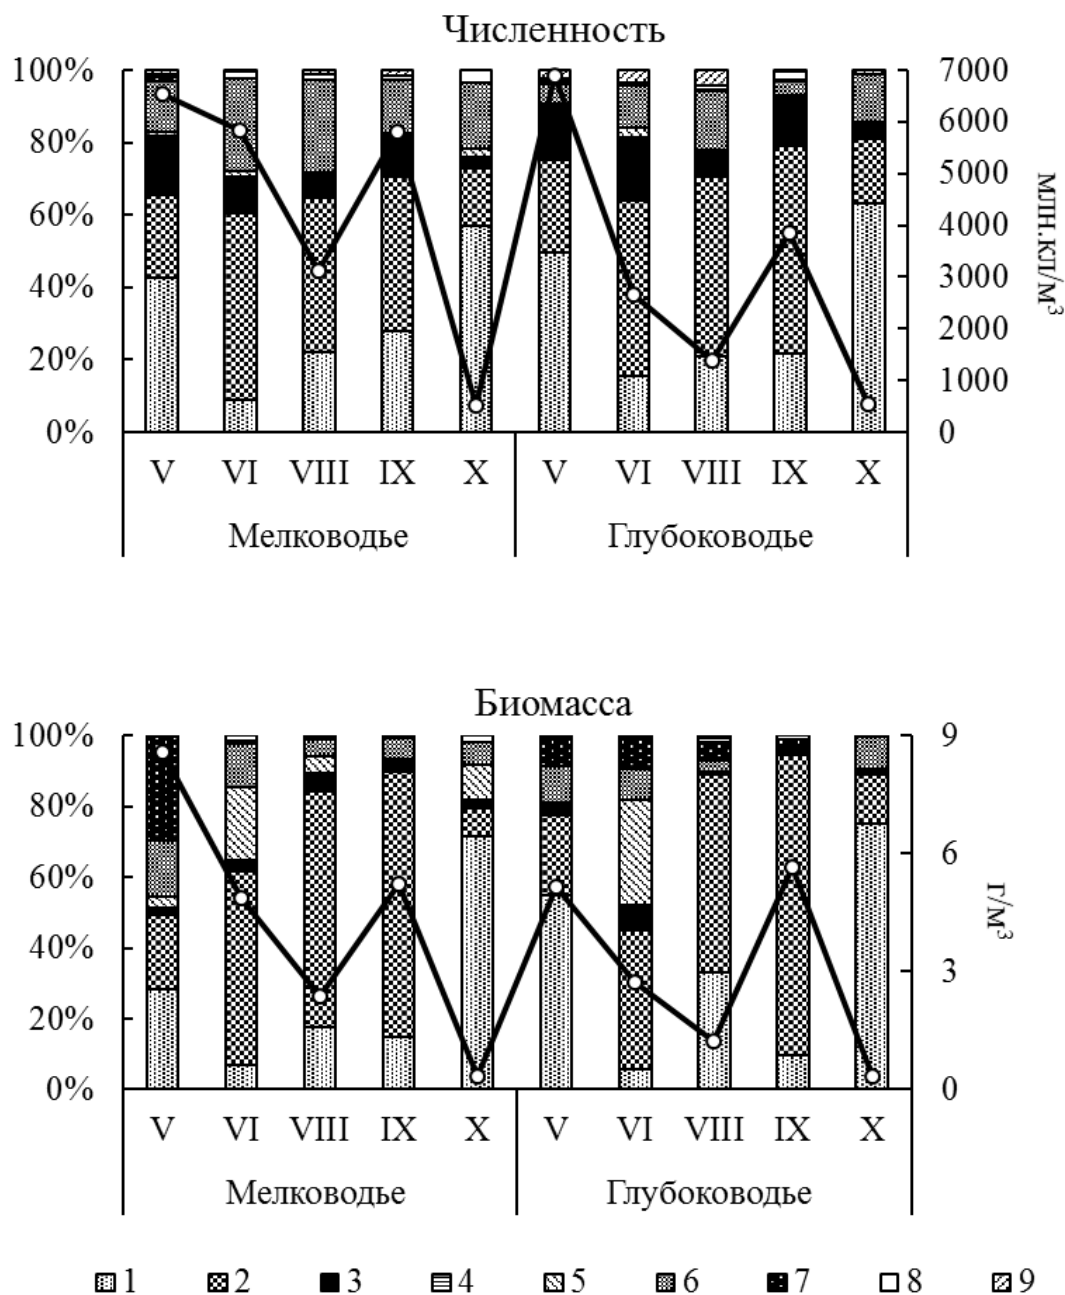 Численность
100%
80%
60%
40%
20%
0%
7000
6000
5000
4000
3000
2000
1000
0
млн.кл/м³
V VI VIII IX X V VI VIII IX X
Мелководье Глубоководье
Биомасса
100%
80%
60%
40%
20%
0%
9
6
3
0
г/м³
V VI VIII IX X V VI VIII IX X
Мелководье Глубоководье
1 2 3 4 5 6 7 8 9